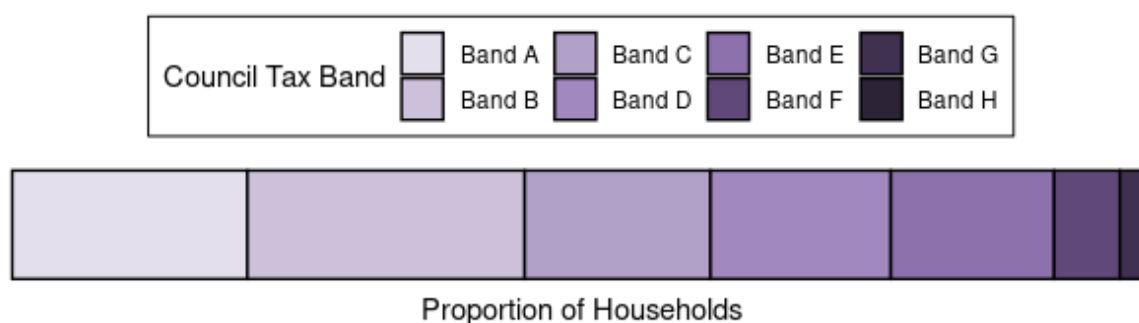 Council Tax Band
Band A
Band C
Band E
Band G
Band B
Band D
Band F
Band H
Proportion of Households